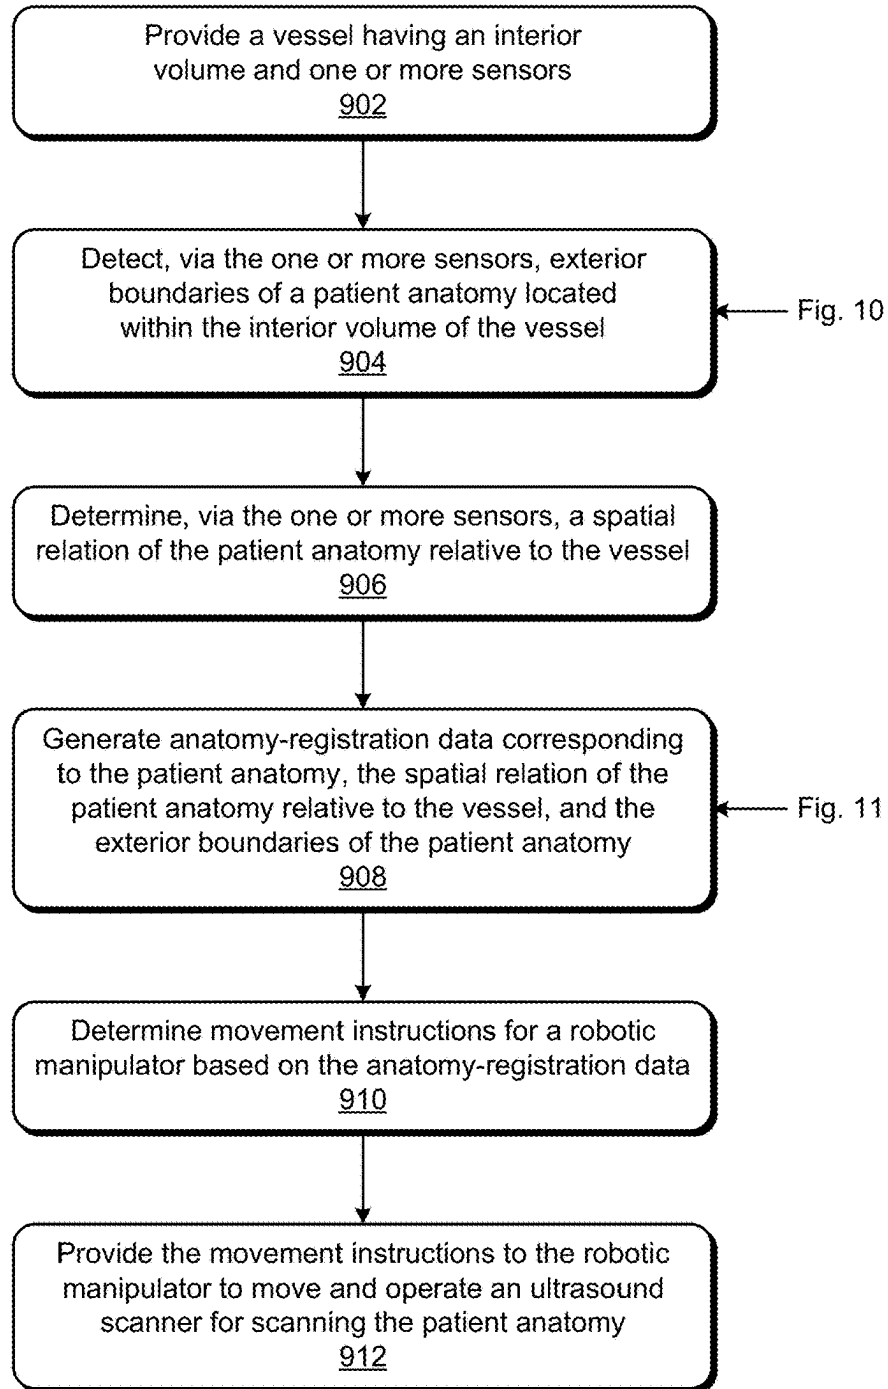 Provide a vessel having an interior
volume and one or more sensors
902
Detect, via the one or more sensors, exterior
boundaries of a patient anatomy located
within the interior volume of the vessel
904
Fig. 10
Determine, via the one or more sensors, a spatial
relation of the patient anatomy relative to the vessel
906
Generate anatomy-registration data corresponding
to the patient anatomy, the spatial relation of the
patient anatomy relative to the vessel, and the
exterior boundaries of the patient anatomy
908
Fig. 11
Determine movement instructions for a robotic
manipulator based on the anatomy-registration data
910
Provide the movement instructions to the robotic
manipulator to move and operate an ultrasound
scanner for scanning the patient anatomy
912